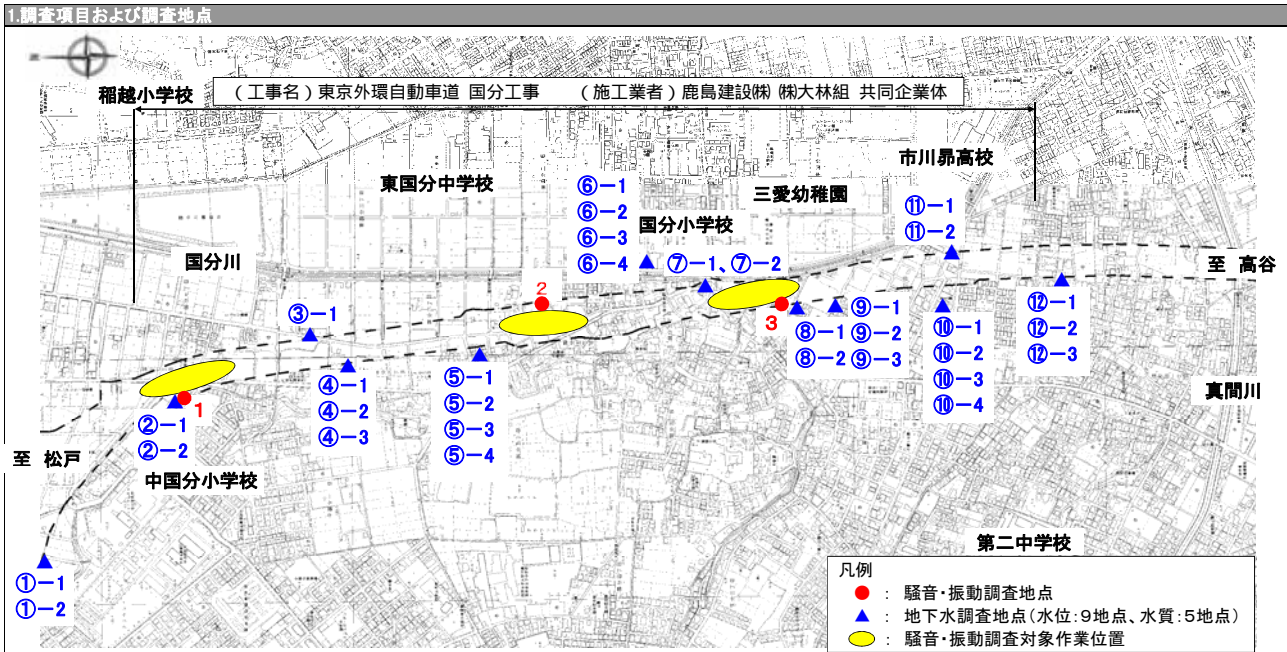 1.調査項目および調査地点
稲越小学校
(工事名)東京外環自動車道 国分工事 (施工業者)鹿島建設㈱ ㈱大林組 共同企業体
市川昴高校
東国分中学校
⑥-1
⑥-2
⑥-3
⑥-4
三愛幼稚園
国分小学校
⑪-1
⑪-2
国分川
⑦-1、⑦-2
至 高谷
2
③-1
3
⑧-1
⑧-2
⑨-1
⑨-2
⑨-3
⑩-1
⑩-2
⑩-3
⑩-4
⑫-1
⑫-2
⑫-3
④-1
④-2
④-3
⑤-1
⑤-2
⑤-3
⑤-4
1
②-1
②-2
真間川
至 松戸
中国分小学校
第二中学校
①-1
①-2
凡例
: 騒音・振動調査地点
: 地下水調査地点(水位:9地点、水質:5地点)
: 騒音・振動調査対象作業位置